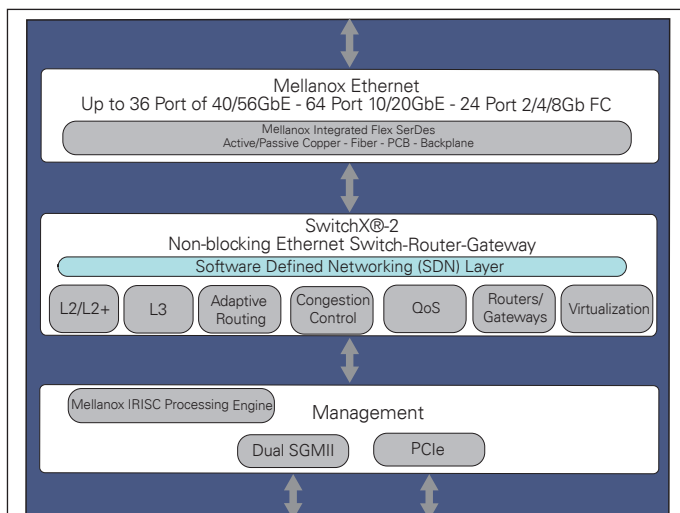 Mellanox Ethernet
Up to 36 Port of 40/56GbE - 64 Port 10/20GbE - 24 Port 2/4/8Gb FC
Mellanox Integrated Flex SerDes
Active/Passive Copper - Fiber - PCB - Backplane
SwitchX®-2
Non-blocking Ethernet Switch-Router-Gateway
Software Defined Networking (SDN) Layer
L2/L2+
L3
Adaptive
Routing
Congestion
Control
QoS
Routers/
Gateways
Virtualization
Mellanox IRISC Processing Engine
Management
Dual SGMII
PCIe